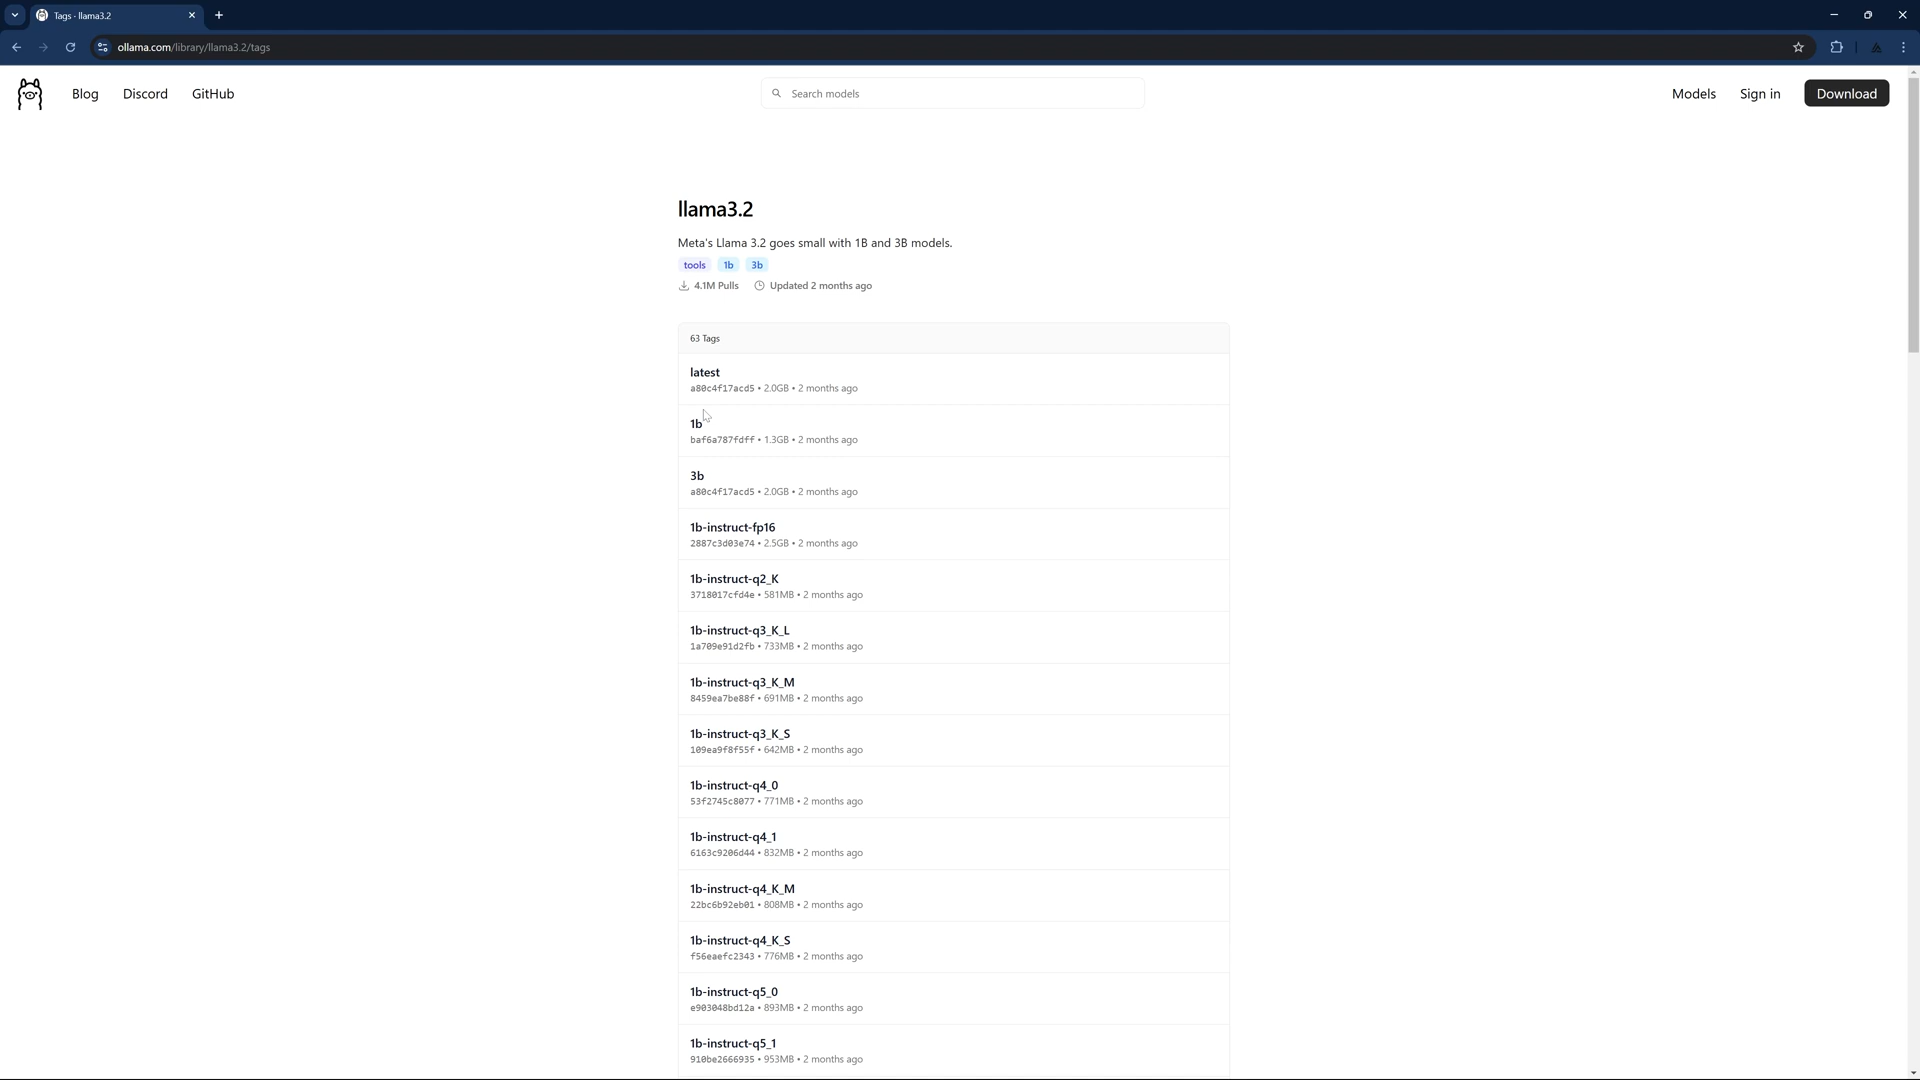 Tags · llama3.2
ollama.com/library/llama3.2/tags
Blog
Discord
GitHub
Search models
Models
Sign in
Download
llama3.2
Meta's Llama 3.2 goes small with 1B and 3B models.
tools 1b 3b
4.1M Pulls Updated 2 months ago
63 Tags
latest
a80c4f17acd5 • 2.0GB • 2 months ago
1b
baf6a787fdff • 1.3GB • 2 months ago
3b
a80c4f17acd5 • 2.0GB • 2 months ago
1b-instruct-fp16
2887c3d03e74 • 2.5GB • 2 months ago
1b-instruct-q2_K
3718017cfd4e • 581MB • 2 months ago
1b-instruct-q3_K_L
1a709e91d2fb • 733MB • 2 months ago
1b-instruct-q3_K_M
8459ea7be88f • 691MB • 2 months ago
1b-instruct-q3_K_S
109ea9f8f55f • 642MB • 2 months ago
1b-instruct-q4_0
53f2745c8077 • 771MB • 2 months ago
1b-instruct-q4_1
6163c9206d44 • 832MB • 2 months ago
1b-instruct-q4_K_M
22bc6b92eb01 • 808MB • 2 months ago
1b-instruct-q4_K_S
f56eaefc2343 • 776MB • 2 months ago
1b-instruct-q5_0
e903048bd12a • 893MB • 2 months ago
1b-instruct-q5_1
910be2666935 • 953MB • 2 months ago